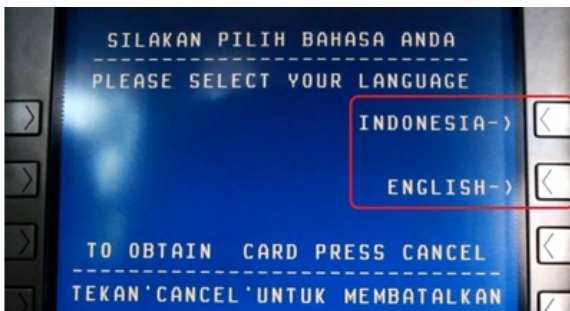 SILAKAN PILIH BAHASA ANDA
PLEASE SELECT YOUR LANGUAGE
INDONESIA->
ENGLISH->
TO OBTAIN CARD PRESS CANCEL
TEKAN'CANCEL'UNTUK MEMBATALKAN